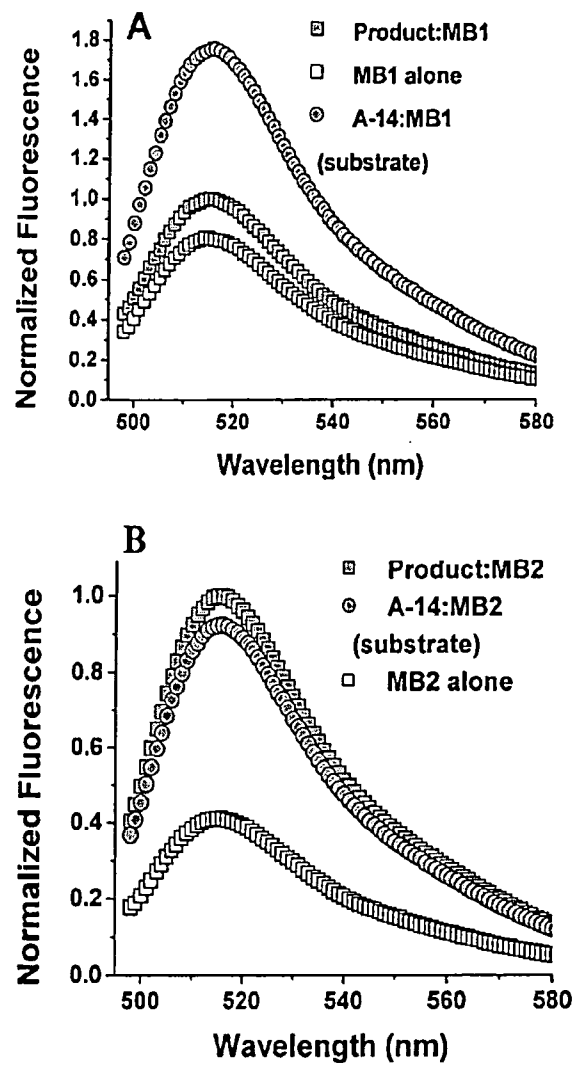 A
Product:MB1
MB1 alone
A-14:MB1
(substrate)
Normalized Fluorescence
1.8
1.6
1.4
1.2
1.0
0.8
0.6
0.4
0.2
0.0
500 520 540 560 580
Wavelength (nm)
B
Product:MB2
A-14:MB2
(substrate)
MB2 alone
Normalized Fluorescence
1.0
0.8
0.6
0.4
0.2
0.0
500 520 540 560 580
Wavelength (nm)